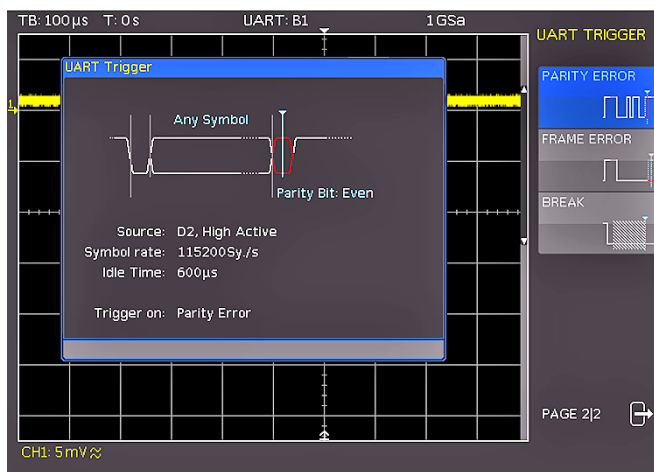 TB: 100µs T: 0s UART: B1 1GSa
UART TRIGGER
UART Trigger
PARITY ERROR
Any Symbol
FRAME ERROR
Parity Bit: Even
BREAK
Source: D2, High Active
Symbol rate: 115200Sy./s
Idle Time: 600µs
Trigger on: Parity Error
PAGE 2|2
CH1: 5mV≈
1